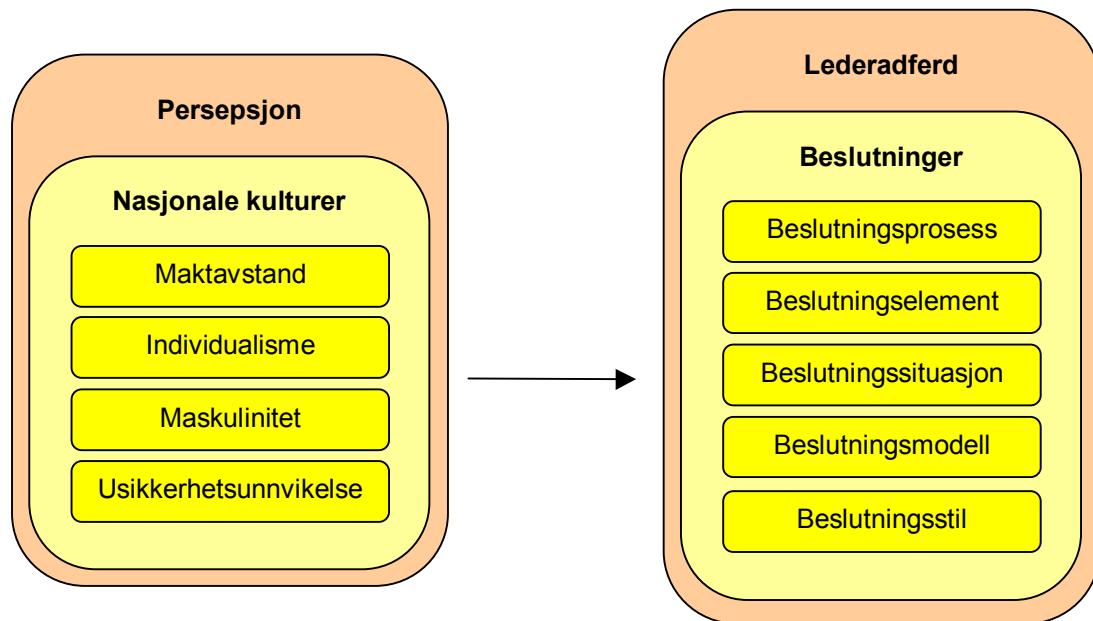 Persepsjon
Nasjonale kulturer
Maktavstand
Individualisme
Maskulinitet
Usikkerhetsunnvikelse
Lederadferd
Beslutninger
Beslutningsprosess
Beslutningselement
Beslutningssituasjon
Beslutningsmodell
Beslutningsstil